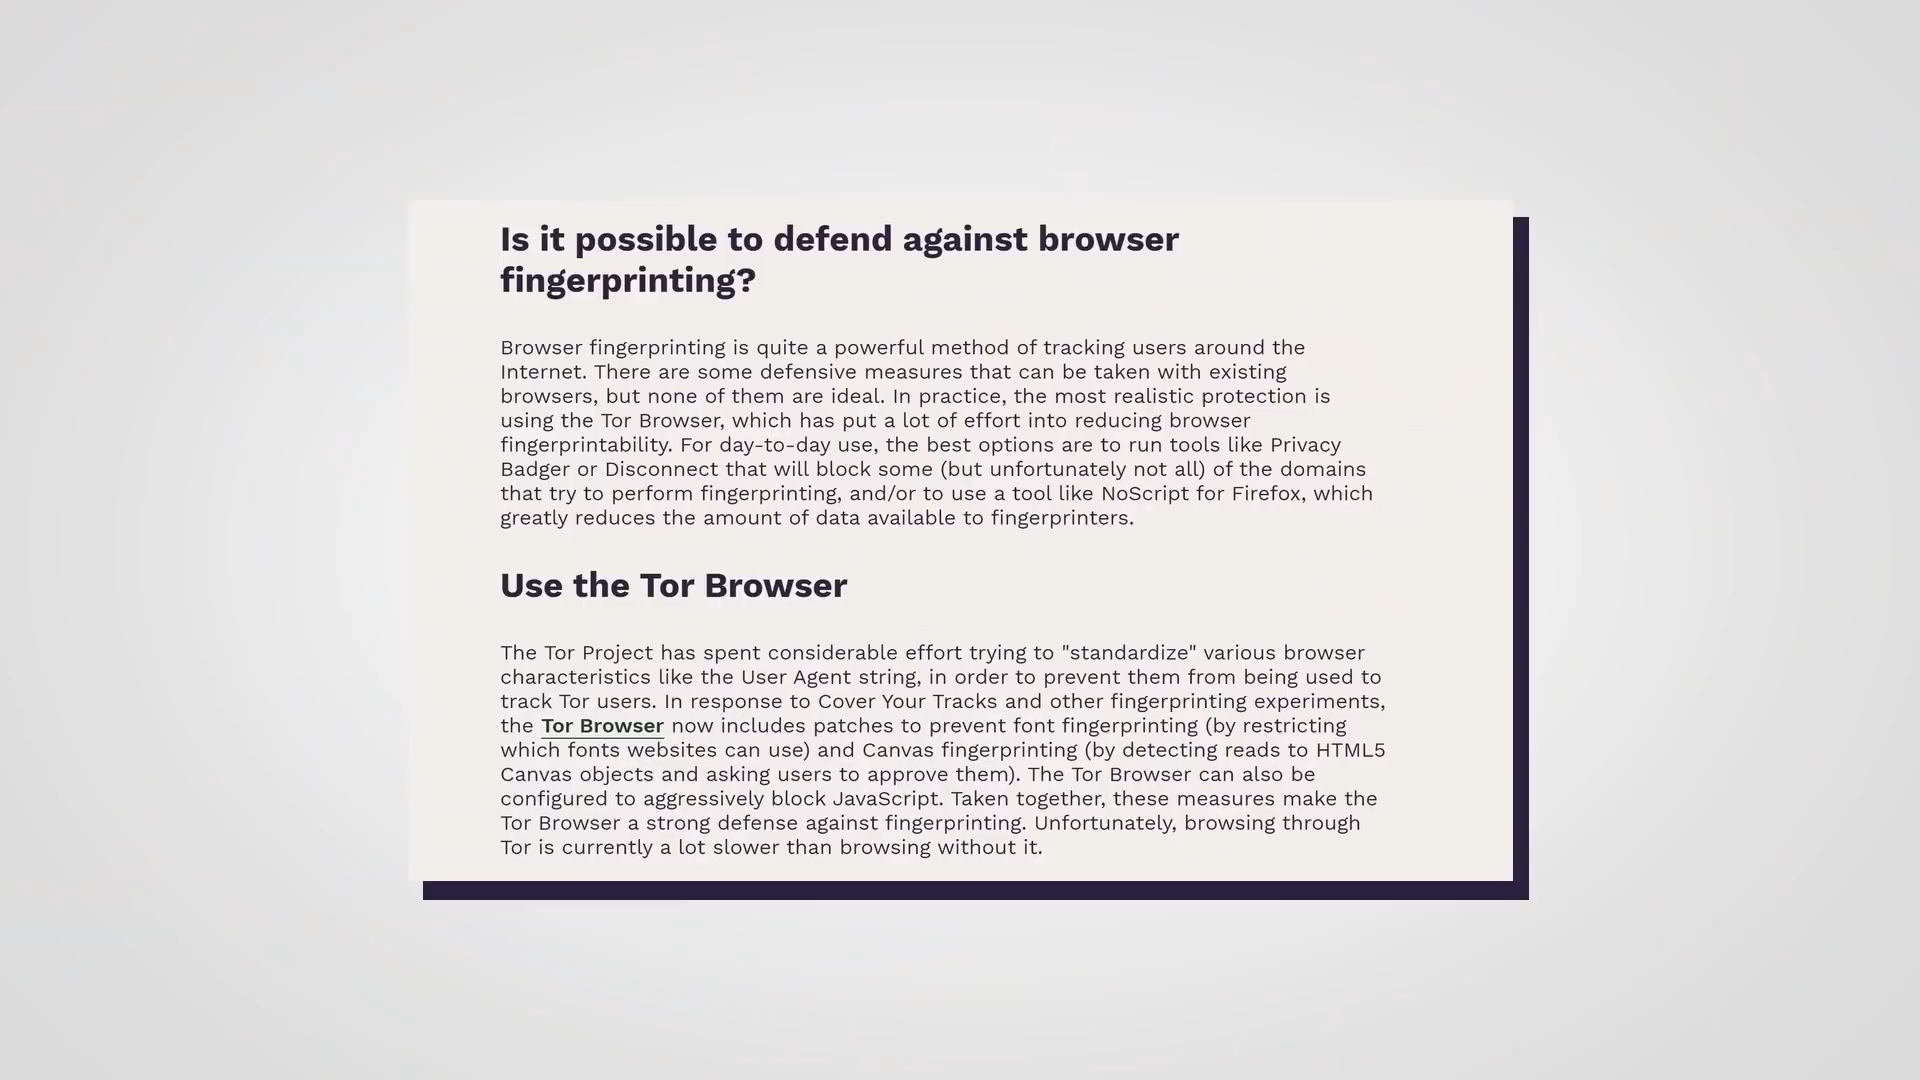 Is it possible to defend against browser
fingerprinting?
Browser fingerprinting is quite a powerful method of tracking users around the
Internet. There are some defensive measures that can be taken with existing
browsers, but none of them are ideal. In practice, the most realistic protection is
using the Tor Browser, which has put a lot of effort into reducing browser
fingerprintability. For day-to-day use, the best options are to run tools like Privacy
Badger or Disconnect that will block some (but unfortunately not all) of the domains
that try to perform fingerprinting, and/or to use a tool like NoScript for Firefox, which
greatly reduces the amount of data available to fingerprinters.
Use the Tor Browser
The Tor Project has spent considerable effort trying to "standardize" various browser
characteristics like the User Agent string, in order to prevent them from being used to
track Tor users. In response to Cover Your Tracks and other fingerprinting experiments,
the Tor Browser now includes patches to prevent font fingerprinting (by restricting
which fonts websites can use) and Canvas fingerprinting (by detecting reads to HTML5
Canvas objects and asking users to approve them). The Tor Browser can also be
configured to aggressively block JavaScript. Taken together, these measures make the
Tor Browser a strong defense against fingerprinting. Unfortunately, browsing through
Tor is currently a lot slower than browsing without it.